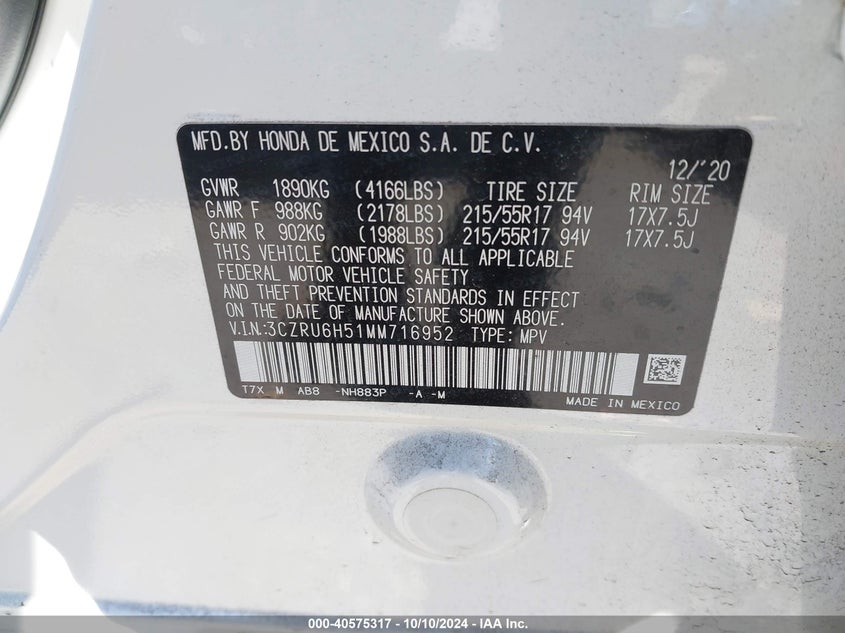 MFD.BY HONDA DE MEXICO S.A. DE C.V.
12/'20
GVWR 1890KG (4166LBS) TIRE SIZE RIM SIZE
GAWR F 988KG (2178LBS) 215/55R17 94V 17X7.5J
GAWR R 902KG (1988LBS) 215/55R17 94V 17X7.5J
THIS VEHICLE CONFORMS TO ALL APPLICABLE
FEDERAL MOTOR VEHICLE SAFETY
AND THEFT PREVENTION STANDARDS IN EFFECT
ON THE DATE OF MANUFACTURE SHOWN ABOVE.
V.I.N:3CZRU6H51MM716952 TYPE: MPV
T7X M AB8 -NH883P -A -M
MADE IN MEXICO
000-40575317 - 10/10/2024 - IAAI.com